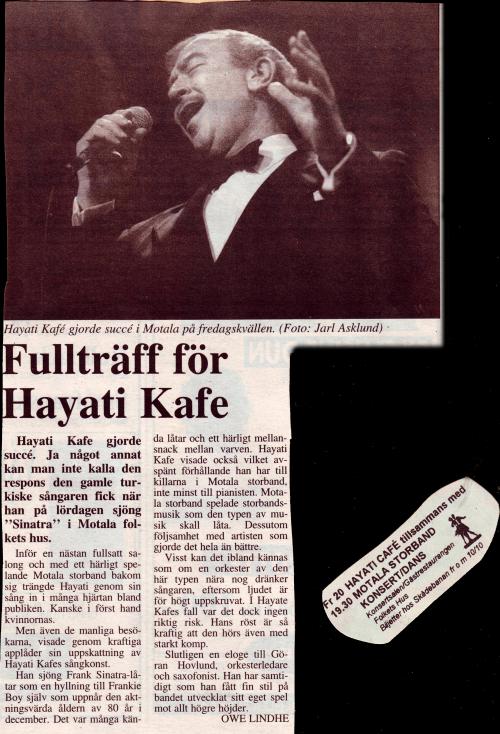 Hayati Kafé gjorde succé i Motala på fredagskvällen. (Foto: Jarl Asklund)
Fullträff för
Hayati Kafe
Hayati Kafe gjorde
succé. Ja något annat
kan man inte kalla den
respons den gamle tur-
kiske sångaren fick när
han på lördagen sjöng
”Sinatra” i Motala fol-
kets hus.
Inför en nästan fullsatt sa-
long och med ett härligt spe-
lande Motala storband bakom
sig trängde Hayati genom sin
sång in i många hjärtan bland
publiken. Kanske i först hand
kvinnornas.
Men även de manliga besö-
karna, visade genom kraftiga
applåder sin uppskattning av
Hayati Kafes sångkonst.
Han sjöng Frank Sinatra-lå-
tar som en hyllning till Frankie
Boy själv som uppnår den akt-
ningsvärda åldern av 80 år i
december. Det var många kän-
da låtar och ett härligt mellan-
snack mellan varven. Hayati
Kafe visade också vilket av-
spänt förhållande han har till
killarna i Motala storband,
inte minst till pianisten. Mota-
la storband spelade storbands-
musik som den typen av mu-
sik skall låta. Dessutom
följsamhet med artisten som
gjorde det hela än bättre.
Visst kan det ibland kännas
som om en orkester av den
här typen nära nog dränker
sångaren, eftersom ljudet är
för högt uppskruvat. I Hayate
Kafes fall var det dock ingen
riktig risk. Hans röst är så
kraftig att den hörs även med
starkt komp.
Slutligen en eloge till Gö-
ran Hovlund, orkesterledare
och saxofonist. Han har samti-
digt som han fått fin stil på
bandet utvecklat sitt eget spel
mot allt högre höjder.
OWE LINDHE
Fr 20 HAYATI CAFÉ tillsammans med
19.30 MOTALA STORBAND
KONSERT/DANS
Konsertsalen/Gästisrestaurangen
Folkets Hus
Biljetter hos Skådebanan fr o m 10/10